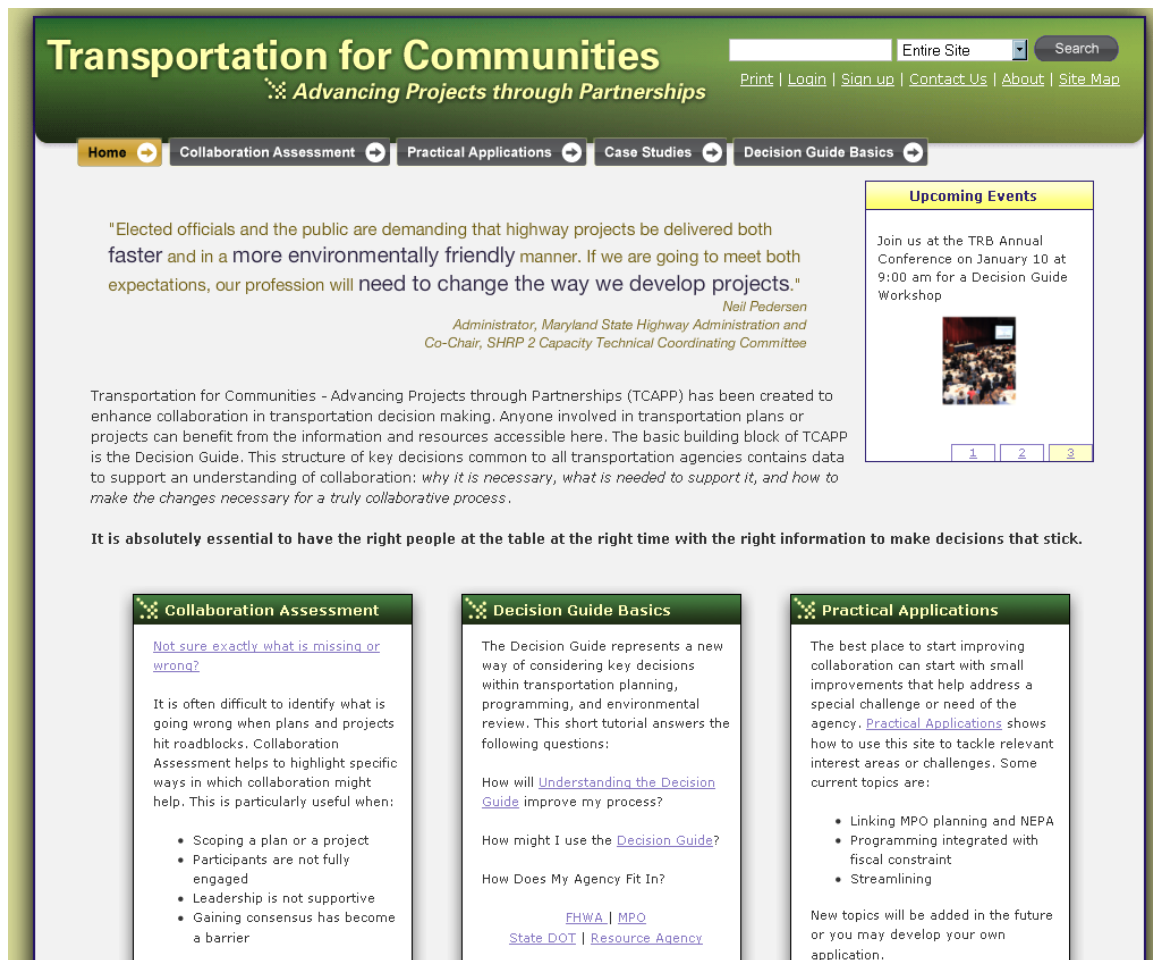 Transportation for Communities
Advancing Projects through Partnerships
Entire Site
Search
Print | Login | Sign up | Contact Us | About | Site Map
Home
Collaboration Assessment
Practical Applications
Case Studies
Decision Guide Basics
"Elected officials and the public are demanding that highway projects be delivered both
faster and in a more environmentally friendly manner. If we are going to meet both
expectations, our profession will need to change the way we develop projects."
Neil Pedersen
Administrator, Maryland State Highway Administration and
Co-Chair, SHRP 2 Capacity Technical Coordinating Committee
Upcoming Events
Join us at the TRB Annual
Conference on January 10 at
9:00 am for a Decision Guide
Workshop
1
2
3
Transportation for Communities - Advancing Projects through Partnerships (TCAPP) has been created to
enhance collaboration in transportation decision making. Anyone involved in transportation plans or
projects can benefit from the information and resources accessible here. The basic building block of TCAPP
is the Decision Guide. This structure of key decisions common to all transportation agencies contains data
to support an understanding of collaboration: why it is necessary, what is needed to support it, and how to
make the changes necessary for a truly collaborative process.
It is absolutely essential to have the right people at the table at the right time with the right information to make decisions that stick.
Collaboration Assessment
Not sure exactly what is missing or
wrong?
It is often difficult to identify what is
going wrong when plans and projects
hit roadblocks. Collaboration
Assessment helps to highlight specific
ways in which collaboration might
help. This is particularly useful when:
• Scoping a plan or a project
• Participants are not fully
engaged
• Leadership is not supportive
• Gaining consensus has become
a barrier
Decision Guide Basics
The Decision Guide represents a new
way of considering key decisions
within transportation planning,
programming, and environmental
review. This short tutorial answers the
following questions:
How will Understanding the Decision
Guide improve my process?
How might I use the Decision Guide?
How Does My Agency Fit In?
FHWA | MPO
State DOT | Resource Agency
Practical Applications
The best place to start improving
collaboration can start with small
improvements that help address a
special challenge or need of the
agency. Practical Applications shows
how to use this site to tackle relevant
interest areas or challenges. Some
current topics are:
• Linking MPO planning and NEPA
• Programming integrated with
fiscal constraint
• Streamlining
New topics will be added in the future
or you may develop your own
application.